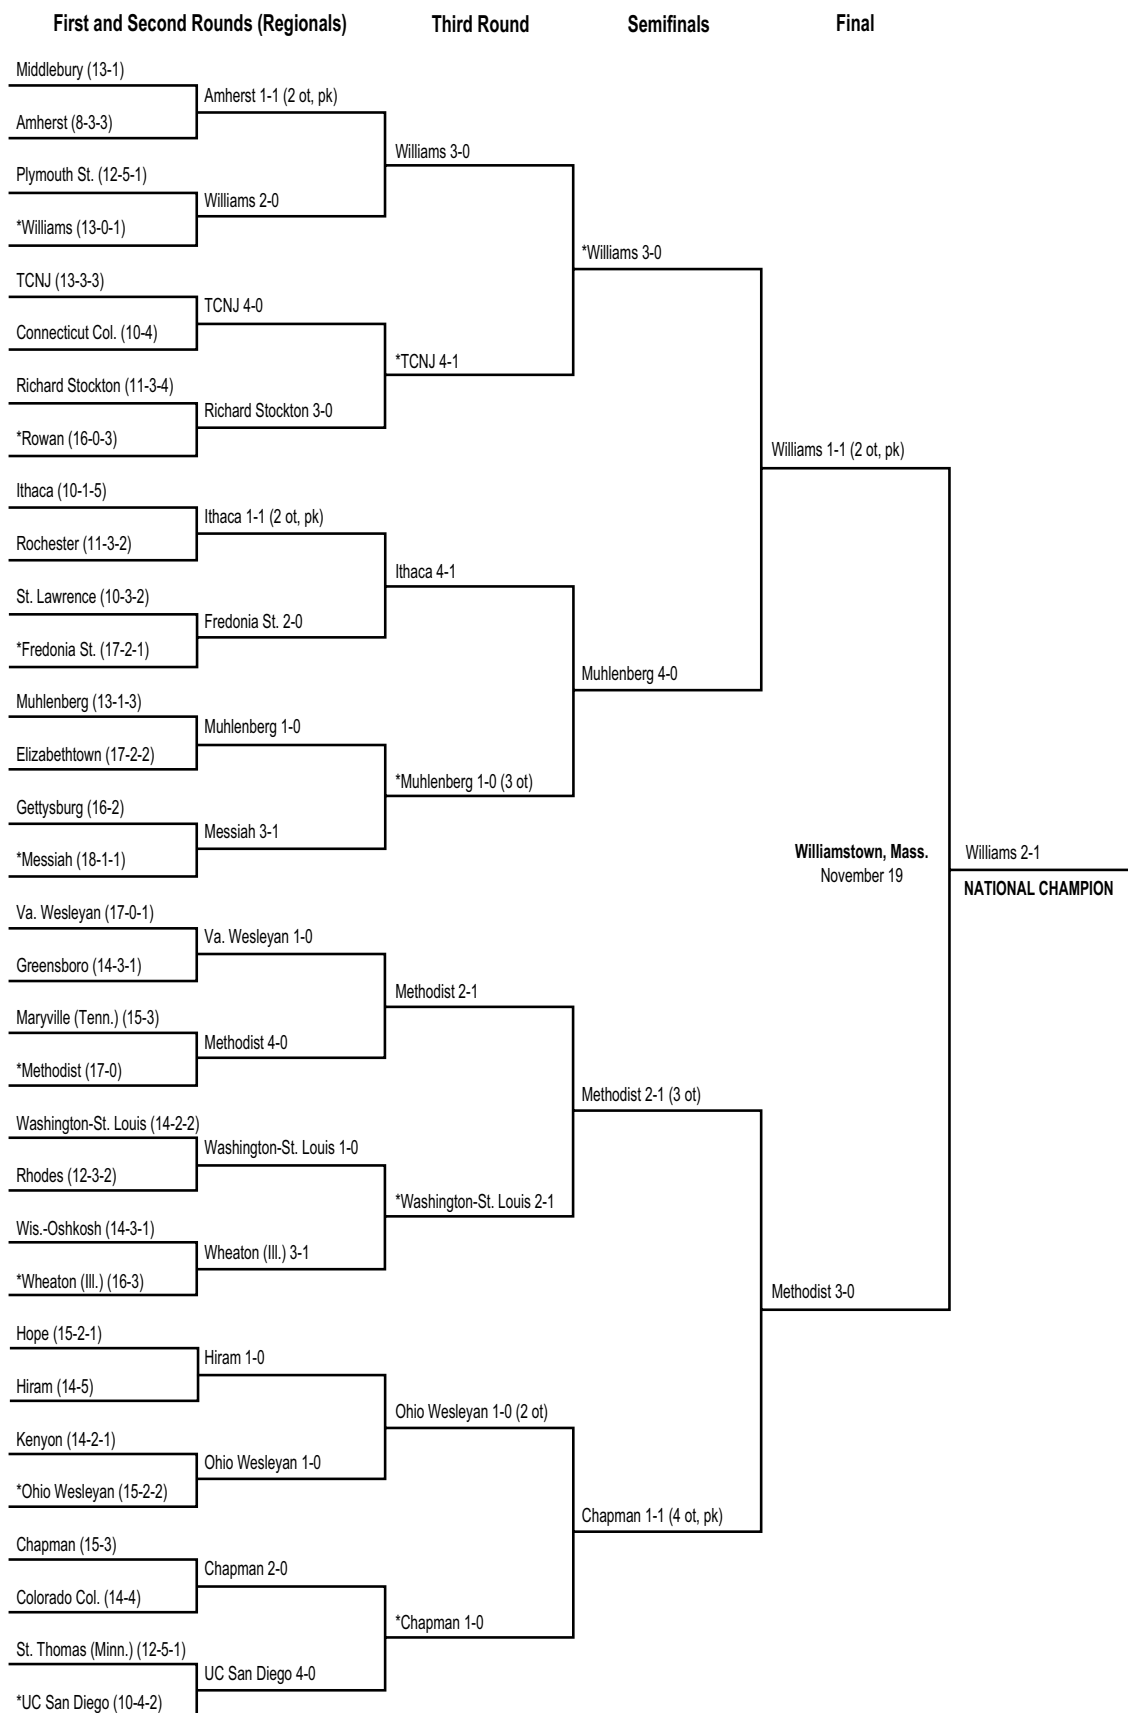 First and Second Rounds (Regionals)
Third Round
Semifinals
Final
Middlebury (13-1)
Amherst (8-3-3)
Plymouth St. (12-5-1)
*Williams (13-0-1)
TCNJ (13-3-3)
Connecticut Col. (10-4)
Richard Stockton (11-3-4)
*Rowan (16-0-3)
Ithaca (10-1-5)
Rochester (11-3-2)
St. Lawrence (10-3-2)
*Fredonia St. (17-2-1)
Muhlenberg (13-1-3)
Elizabethtown (17-2-2)
Gettysburg (16-2)
*Messiah (18-1-1)
Va. Wesleyan (17-0-1)
Greensboro (14-3-1)
Maryville (Tenn.) (15-3)
*Methodist (17-0)
Washington-St. Louis (14-2-2)
Rhodes (12-3-2)
Wis.-Oshkosh (14-3-1)
*Wheaton (Ill.) (16-3)
Hope (15-2-1)
Hiram (14-5)
Kenyon (14-2-1)
*Ohio Wesleyan (15-2-2)
Chapman (15-3)
Colorado Col. (14-4)
St. Thomas (Minn.) (12-5-1)
*UC San Diego (10-4-2)
Amherst 1-1 (2 ot, pk)
Williams 2-0
TCNJ 4-0
Richard Stockton 3-0
Ithaca 1-1 (2 ot, pk)
Fredonia St. 2-0
Muhlenberg 1-0
Messiah 3-1
Va. Wesleyan 1-0
Methodist 4-0
Washington-St. Louis 1-0
Wheaton (Ill.) 3-1
Hiram 1-0
Ohio Wesleyan 1-0
Chapman 2-0
UC San Diego 4-0
Williams 3-0
*TCNJ 4-1
Ithaca 4-1
*Muhlenberg 1-0 (3 ot)
Methodist 2-1
*Washington-St. Louis 2-1
Ohio Wesleyan 1-0 (2 ot)
*Chapman 1-0
*Williams 3-0
Muhlenberg 4-0
Methodist 2-1 (3 ot)
Chapman 1-1 (4 ot, pk)
Williams 1-1 (2 ot, pk)
Methodist 3-0
Williamstown, Mass.
November 19
Williams 2-1
NATIONAL CHAMPION